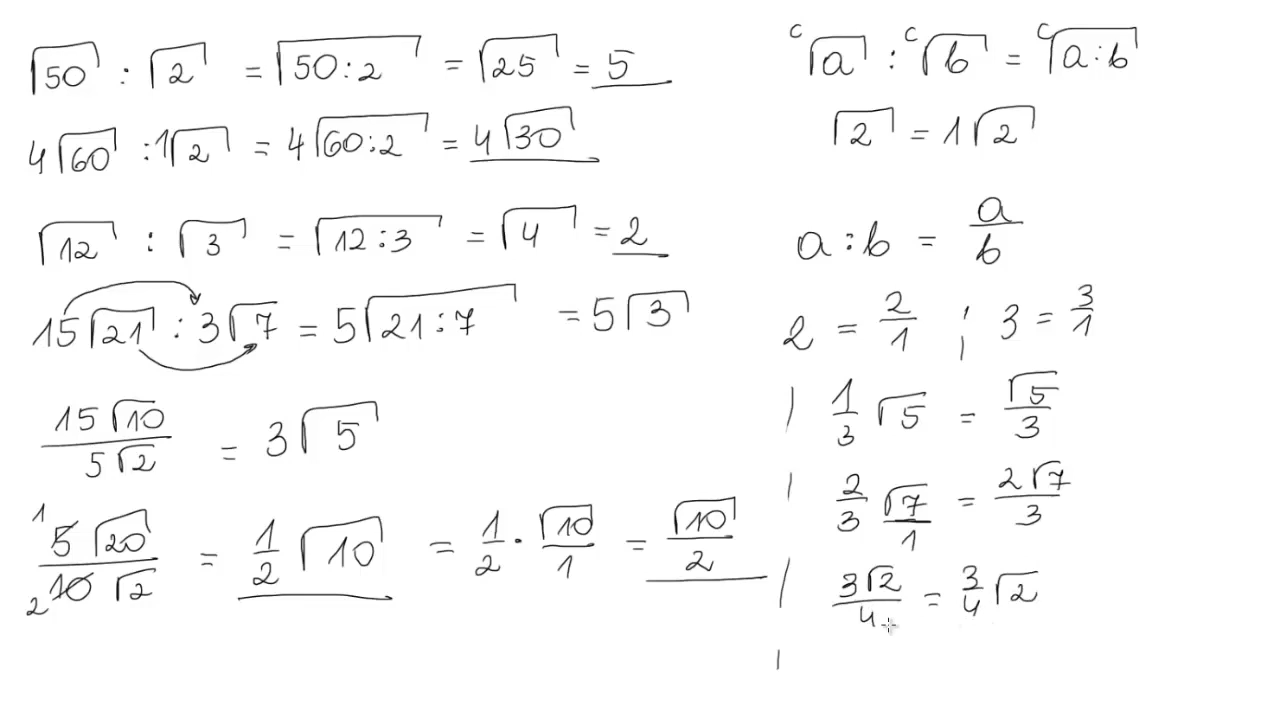 √50 : √2 = √50:2 = √25 = 5
4√60 : 1√2 = 4√60:2 = 4√30
√12 : √3 = √12:3 = √4 = 2
15√21 : 3√7 = 5√21:7 = 5√3
15√10 / 5√2 = 3√5
1 5√20 / 2 10√2 = 1/2 √10 = 1/2 · √10/1 = √10/2
ᶜ√a : ᶜ√b = ᶜ√a:b
√2 = 1√2
a:b = a/b
2 = 2/1 ; 3 = 3/1
1/3 √5 = √5/3
2/3 √7/1 = 2√7/3
3√2/4 = 3/4 √2